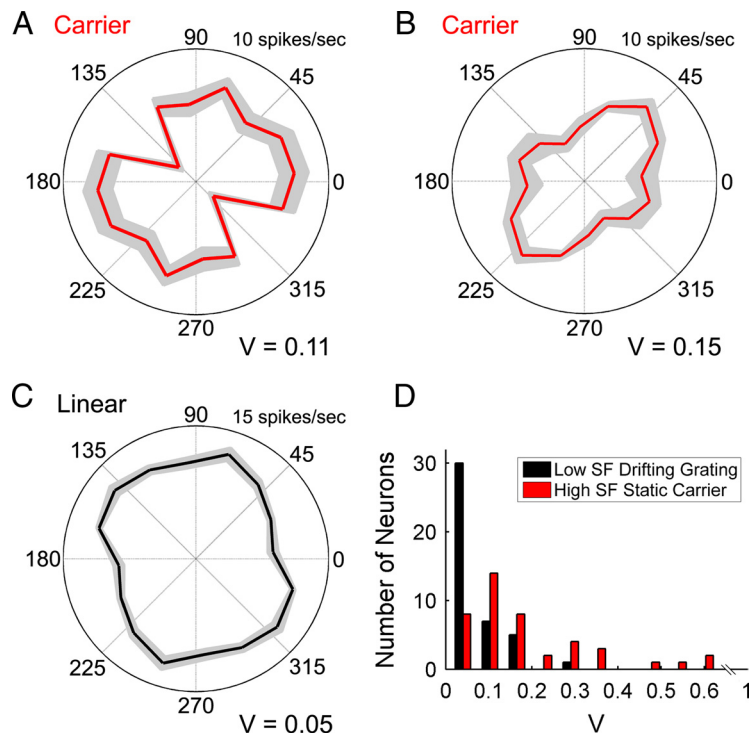 A Carrier
90 10 spikes/sec
135 45
180 0
225 315
270
V = 0.11
B Carrier
90 10 spikes/sec
135 45
180 0
225 315
270
V = 0.15
C Linear
90 15 spikes/sec
135 45
180 0
225 315
270
V = 0.05
D
Low SF Drifting Grating
High SF Static Carrier
Number of Neurons
30
20
10
0
0 0.1 0.2 0.3 0.4 0.5 0.6 1
V